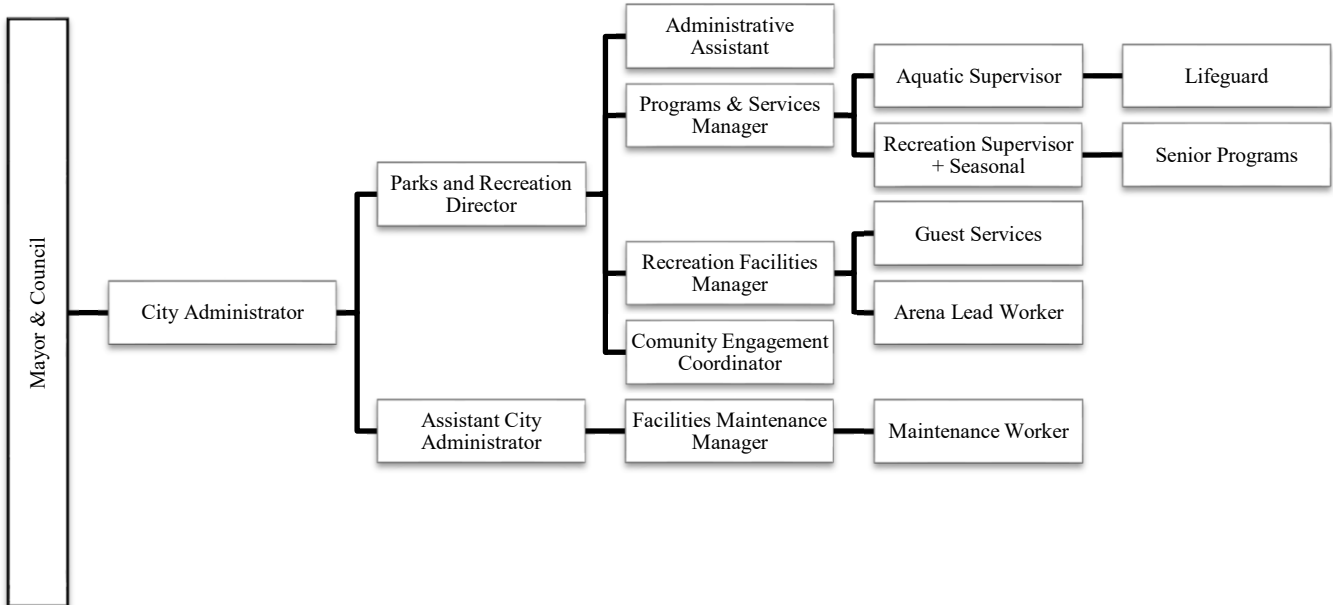 Mayor & Council
City Administrator
Parks and Recreation
Director
Administrative
Assistant
Programs & Services
Manager
Aquatic Supervisor
Lifeguard
Recreation Supervisor
+ Seasonal
Senior Programs
Recreation Facilities
Manager
Guest Services
Arena Lead Worker
Comunity Engagement
Coordinator
Assistant City
Administrator
Facilities Maintenance
Manager
Maintenance Worker